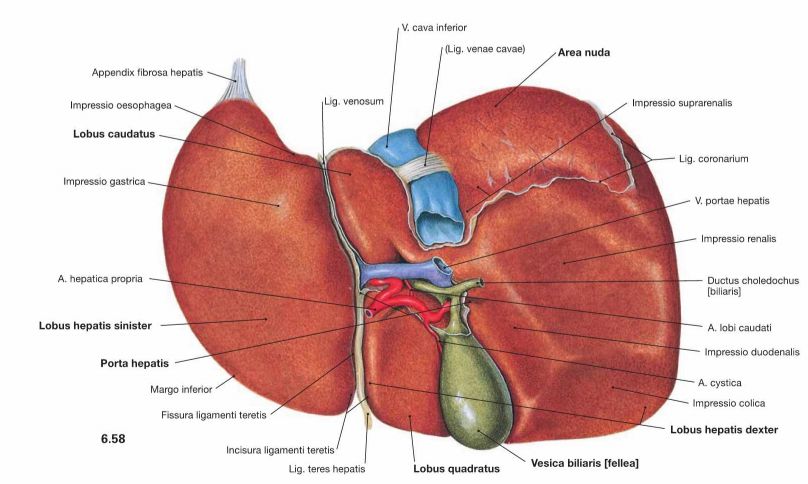 V. cava inferior
(Lig. venae cavae)
Area nuda
Appendix fibrosa hepatis
Impressio oesophagea
Lig. venosum
Impressio suprarenalis
Lobus caudatus
Lig. coronarium
Impressio gastrica
V. portae hepatis
Impressio renalis
A. hepatica propria
Ductus choledochus
[biliaris]
Lobus hepatis sinister
A. lobi caudati
Impressio duodenalis
Porta hepatis
A. cystica
Margo inferior
Impressio colica
Fissura ligamenti teretis
Lobus hepatis dexter
6.58
Incisura ligamenti teretis
Lig. teres hepatis
Lobus quadratus
Vesica biliaris [fellea]